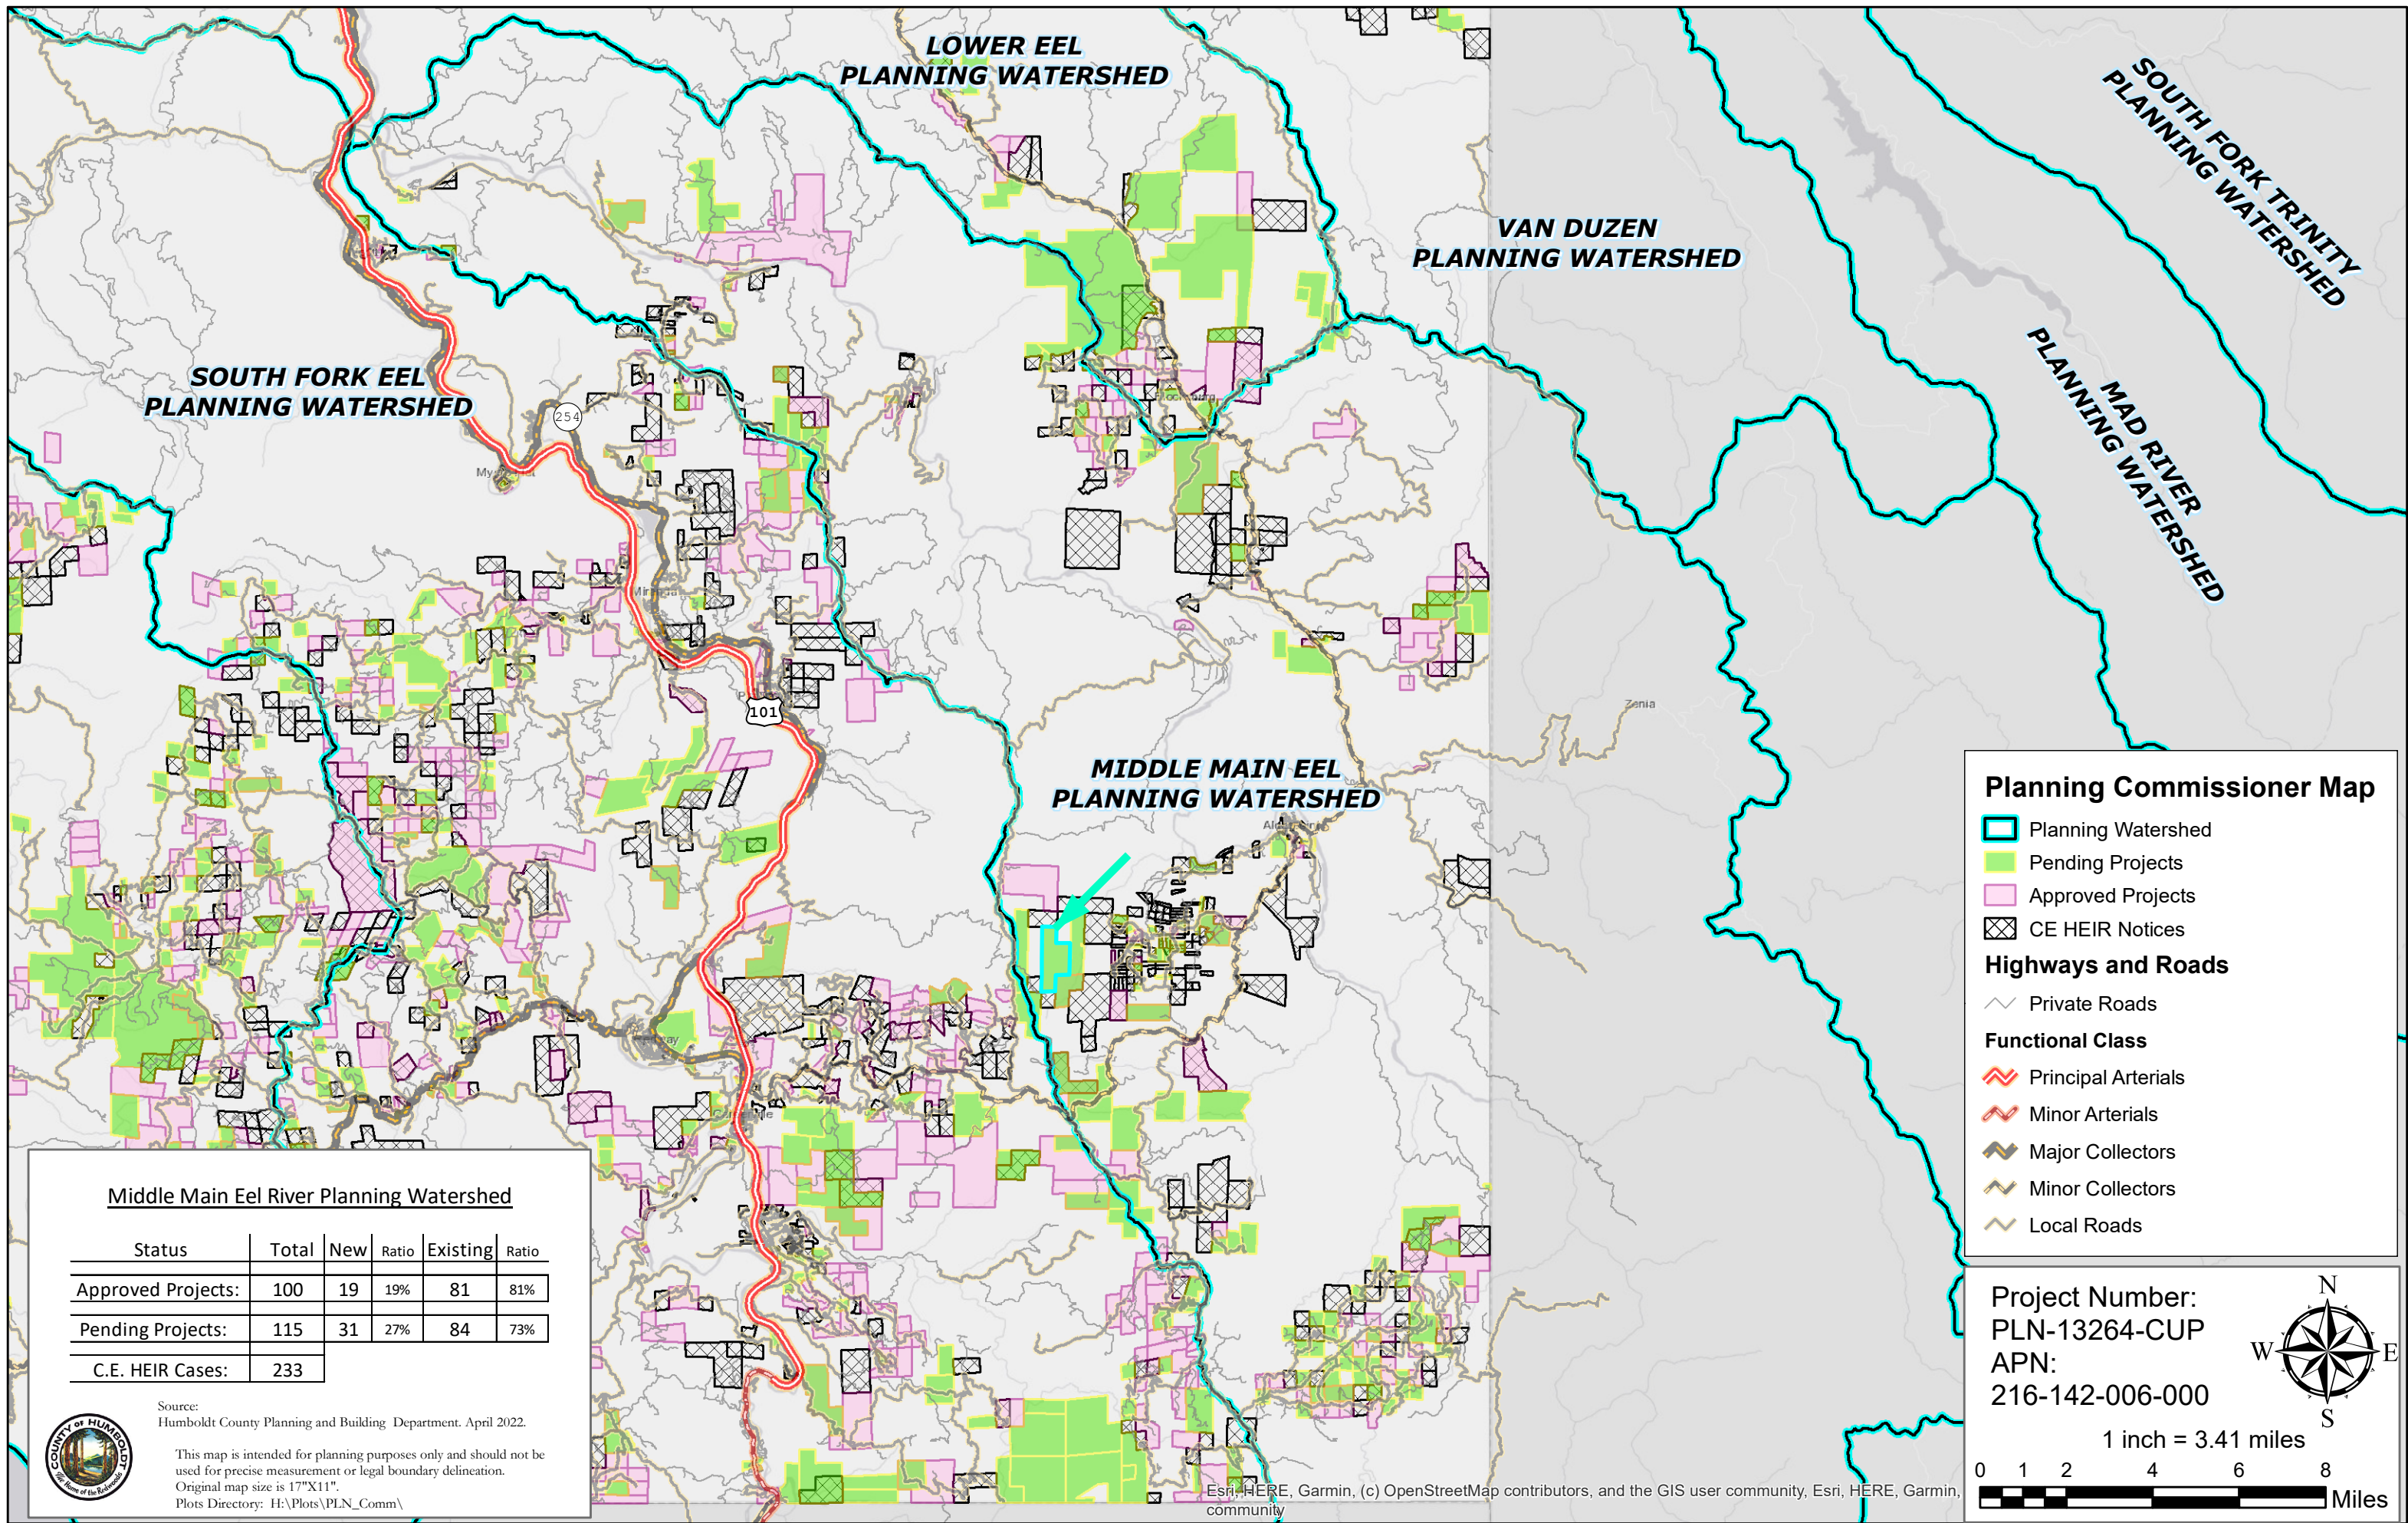 LOWER EEL
PLANNING WATERSHED
SOUTH FORK TRINITY
PLANNING WATERSHED
VAN DUZEN
PLANNING WATERSHED
MAD RIVER
PLANNING WATERSHED
SOUTH FORK EEL
PLANNING WATERSHED
254
101
Zenia
MIDDLE MAIN EEL
PLANNING WATERSHED
Planning Commissioner Map
Planning Watershed
Pending Projects
Approved Projects
CE HEIR Notices
Highways and Roads
Private Roads
Functional Class
Principal Arterials
Minor Arterials
Major Collectors
Minor Collectors
Local Roads
Middle Main Eel River Planning Watershed
Status Total New Ratio Existing Ratio
Approved Projects: 100 19 19% 81 81%
Pending Projects: 115 31 27% 84 73%
C.E. HEIR Cases: 233
Source:
Humboldt County Planning and Building Department. April 2022.
This map is intended for planning purposes only and should not be
used for precise measurement or legal boundary delineation.
Original map size is 17"X11".
Plots Directory: H:\Plots\PLN_Comm\
COUNTY OF HUMBOLDT
The Home of the Redwoods
Project Number:
PLN-13264-CUP
APN:
216-142-006-000
N
W E
S
1 inch = 3.41 miles
0 1 2 4 6 8
Miles
Esri, HERE, Garmin, (c) OpenStreetMap contributors, and the GIS user community, Esri, HERE, Garmin,
community